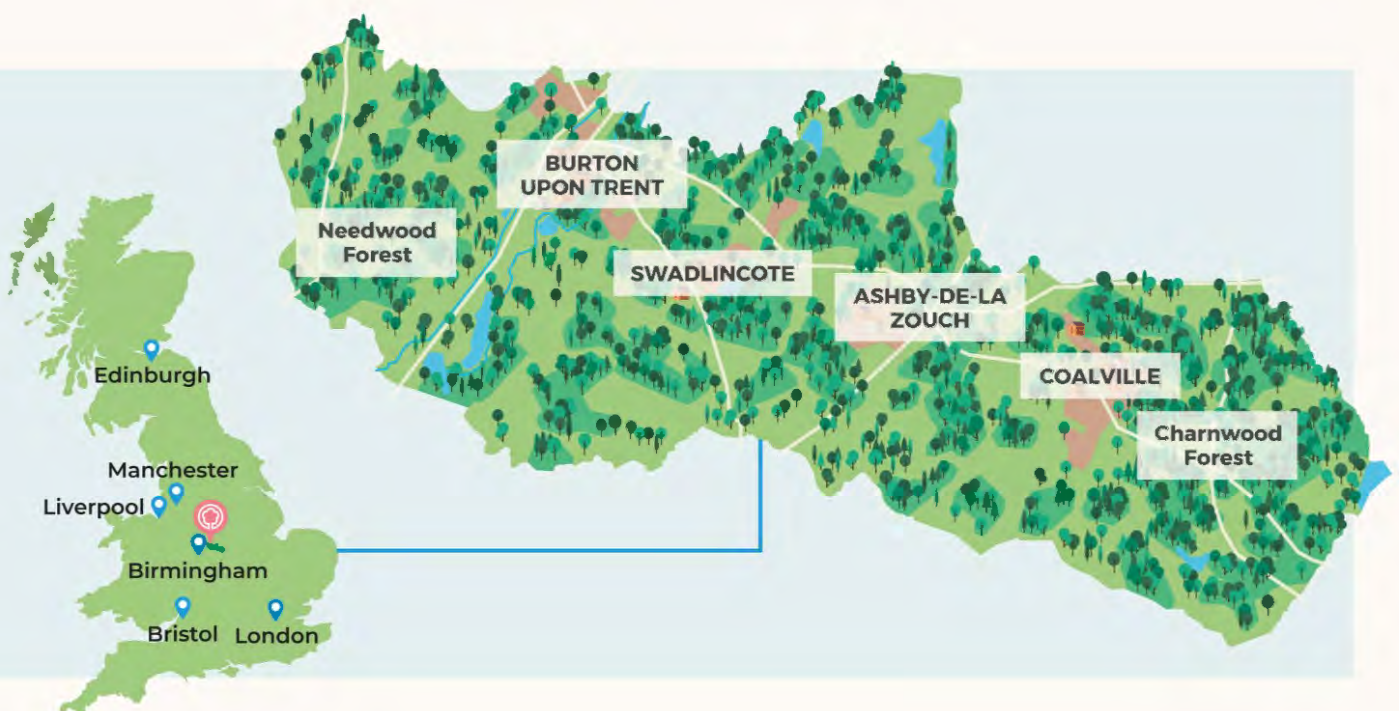 Edinburgh
Manchester
Liverpool
Birmingham
Bristol
London
Needwood
Forest
BURTON
UPON TRENT
SWADLINCOTE
ASHBY-DE-LA
ZOUCH
COALVILLE
Charnwood
Forest